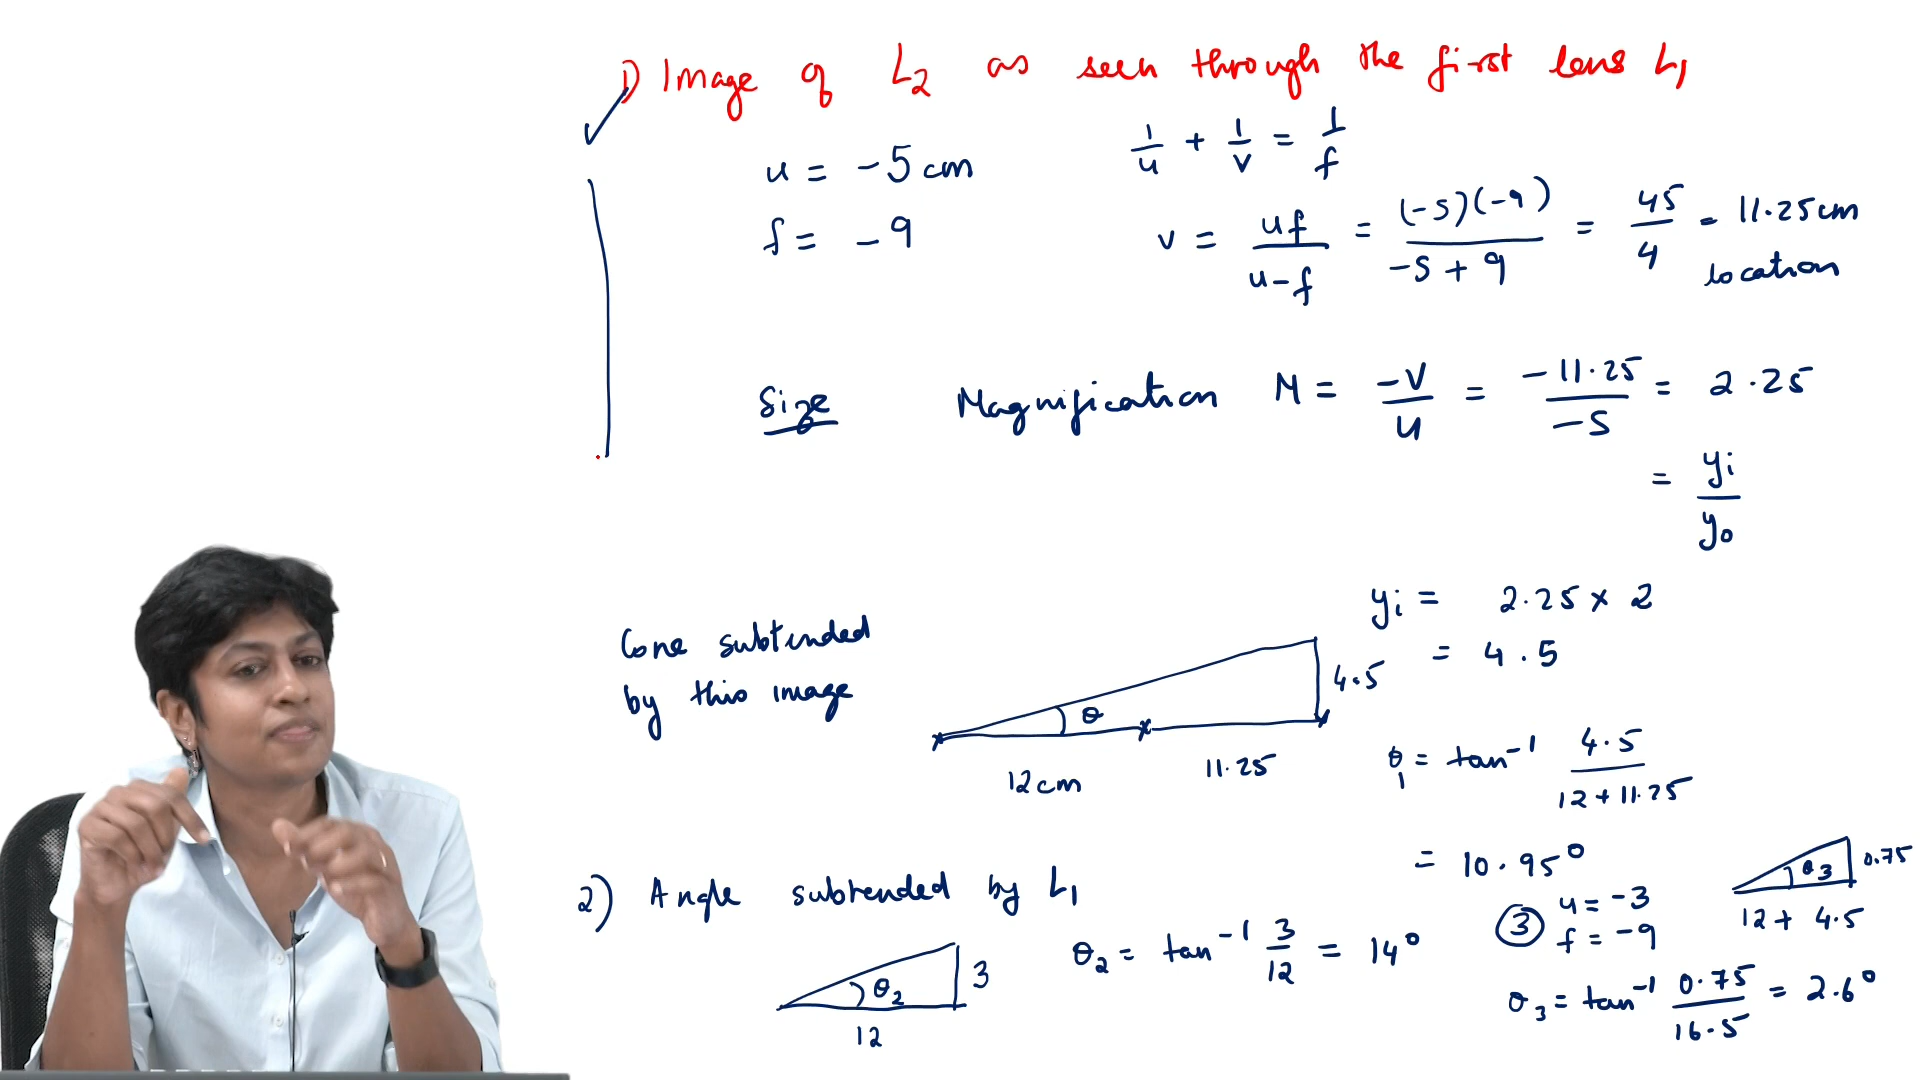 1) Image of L2 as seen through the first lens L1
u = -5 cm
1/u + 1/v = 1/f
f = -9
v = uf/(u-f) = (-5)(-9)/(-5+9) = 45/4 = 11.25cm
location
Size Magnification M = -v/u = -11.25/-5 = 2.25
= yi/yo
yi = 2.25 x 2
= 4.5
Cone subtended
by this image
θ
4.5
12cm
11.25
θ1 = tan-1 4.5/(12+11.25)
= 10.95°
2) Angle subtended by L1
θ2
3
12
θ2 = tan-1 3/12 = 14°
3 u = -3
f = -9
θ3
0.75
12 + 4.5
θ3 = tan-1 0.75/16.5 = 2.6°